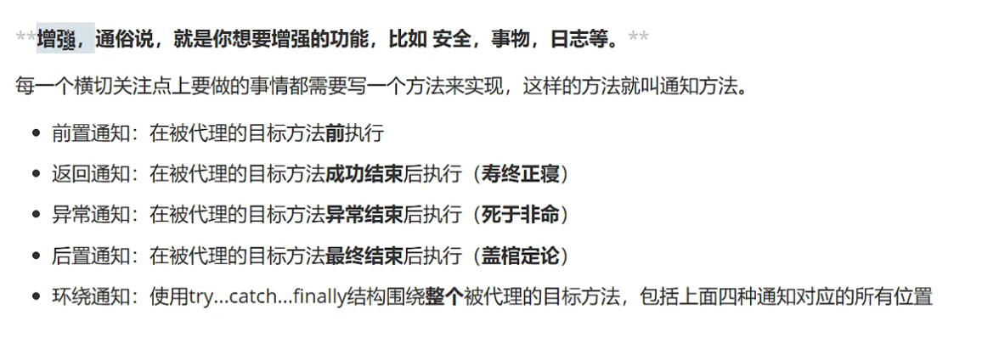 **增强，通俗说，就是你想要增强的功能，比如 安全，事物，日志等。**
每一个横切关注点上要做的事情都需要写一个方法来实现，这样的方法就叫通知方法。
• 前置通知：在被代理的目标方法前执行
• 返回通知：在被代理的目标方法成功结束后执行（寿终正寝）
• 异常通知：在被代理的目标方法异常结束后执行（死于非命）
• 后置通知：在被代理的目标方法最终结束后执行（盖棺定论）
• 环绕通知：使用try...catch...finally结构围绕整个被代理的目标方法，包括上面四种通知对应的所有位置